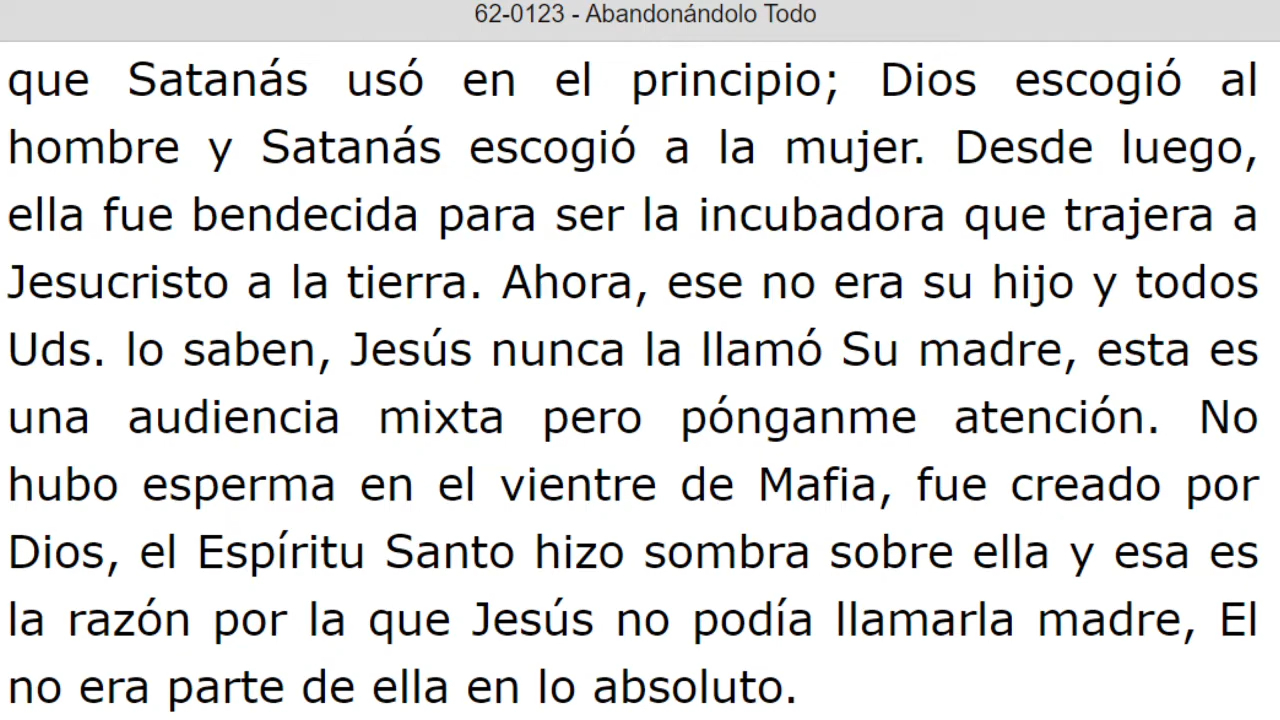 62-0123 - Abandonándolo Todo
que Satanás usó en el principio; Dios escogió al
hombre y Satanás escogió a la mujer. Desde luego,
ella fue bendecida para ser la incubadora que trajera a
Jesucristo a la tierra. Ahora, ese no era su hijo y todos
Uds. lo saben, Jesús nunca la llamó Su madre, esta es
una audiencia mixta pero pónganme atención. No
hubo esperma en el vientre de Mafia, fue creado por
Dios, el Espíritu Santo hizo sombra sobre ella y esa es
la razón por la que Jesús no podía llamarla madre, El
no era parte de ella en lo absoluto.